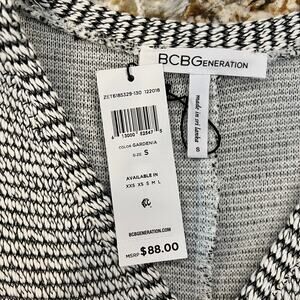 BCBGENERATION
made in sri lanka
S
ZET6185329-130 122018
COLOR GARDENIA
SIZE: S
AVAILABLE IN
XXS XS S M L
BCBGENERATION.COM
MSRP $88.00